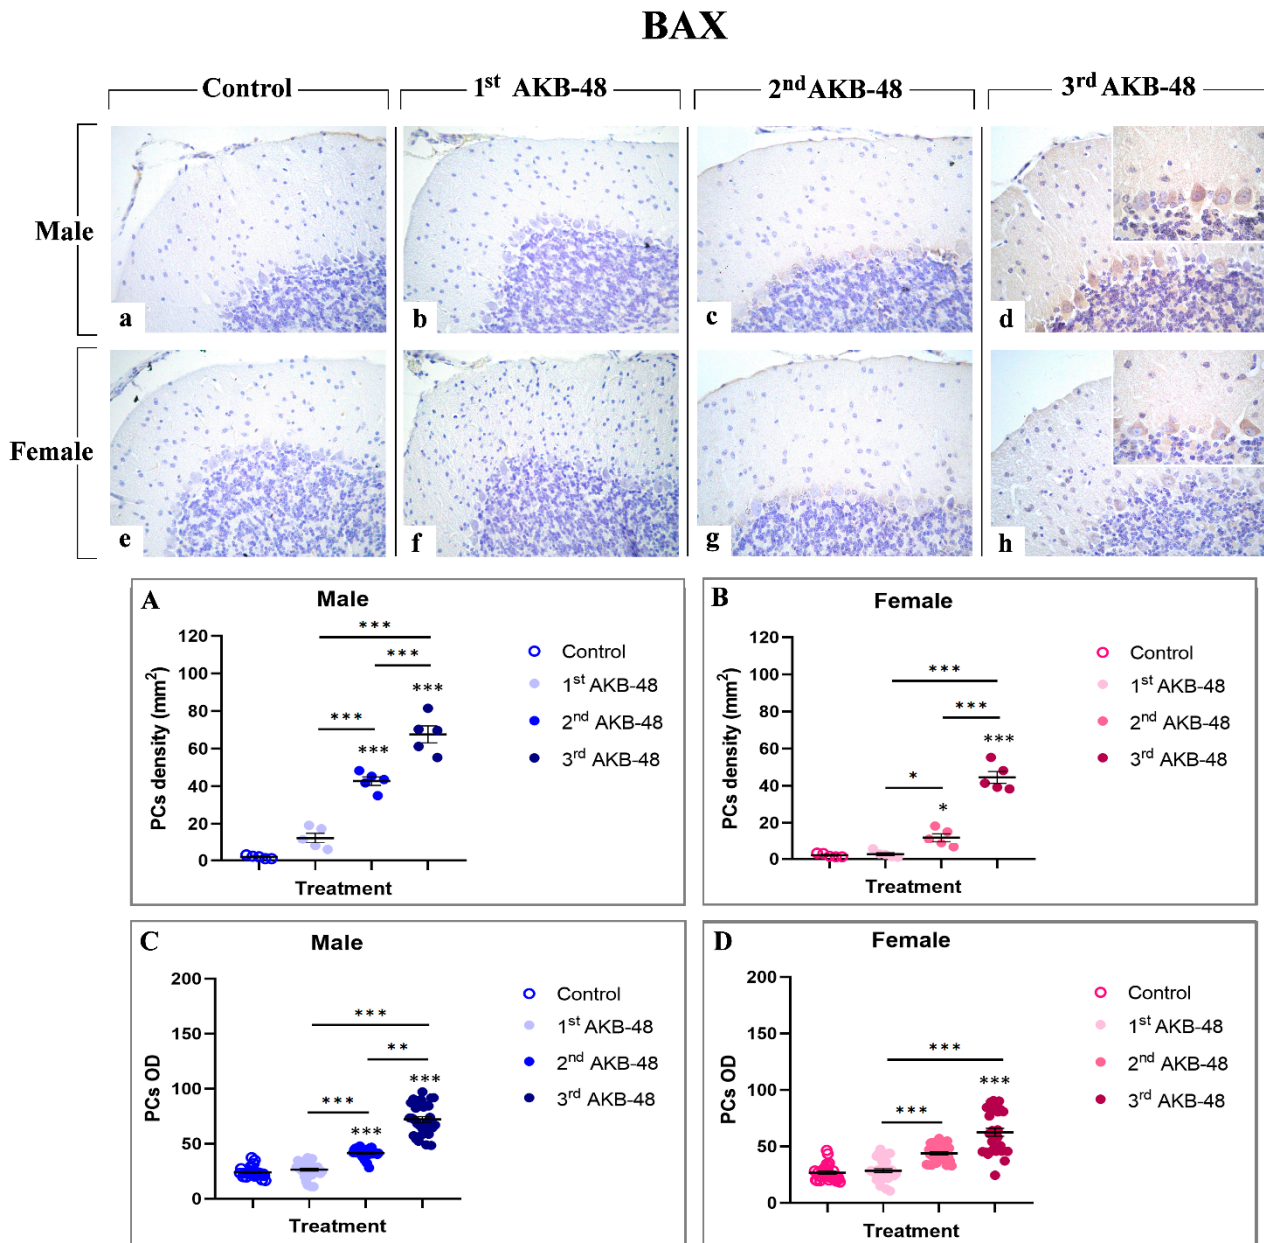 BAX
Control 1st AKB-48 2nd AKB-48 3rd AKB-48
Male
a b c d
Female
e f g h
A Male
PCs density (mm2)
120
100
80
60
40
20
0
***
***
***
***
***
Treatment
Control
1st AKB-48
2nd AKB-48
3rd AKB-48
B Female
PCs density (mm2)
120
100
80
60
40
20
0
***
***
***
*
*
Treatment
Control
1st AKB-48
2nd AKB-48
3rd AKB-48
C Male
PCs OD
200
150
100
50
0
***
**
***
***
***
Treatment
Control
1st AKB-48
2nd AKB-48
3rd AKB-48
D Female
PCs OD
200
150
100
50
0
***
***
***
Treatment
Control
1st AKB-48
2nd AKB-48
3rd AKB-48